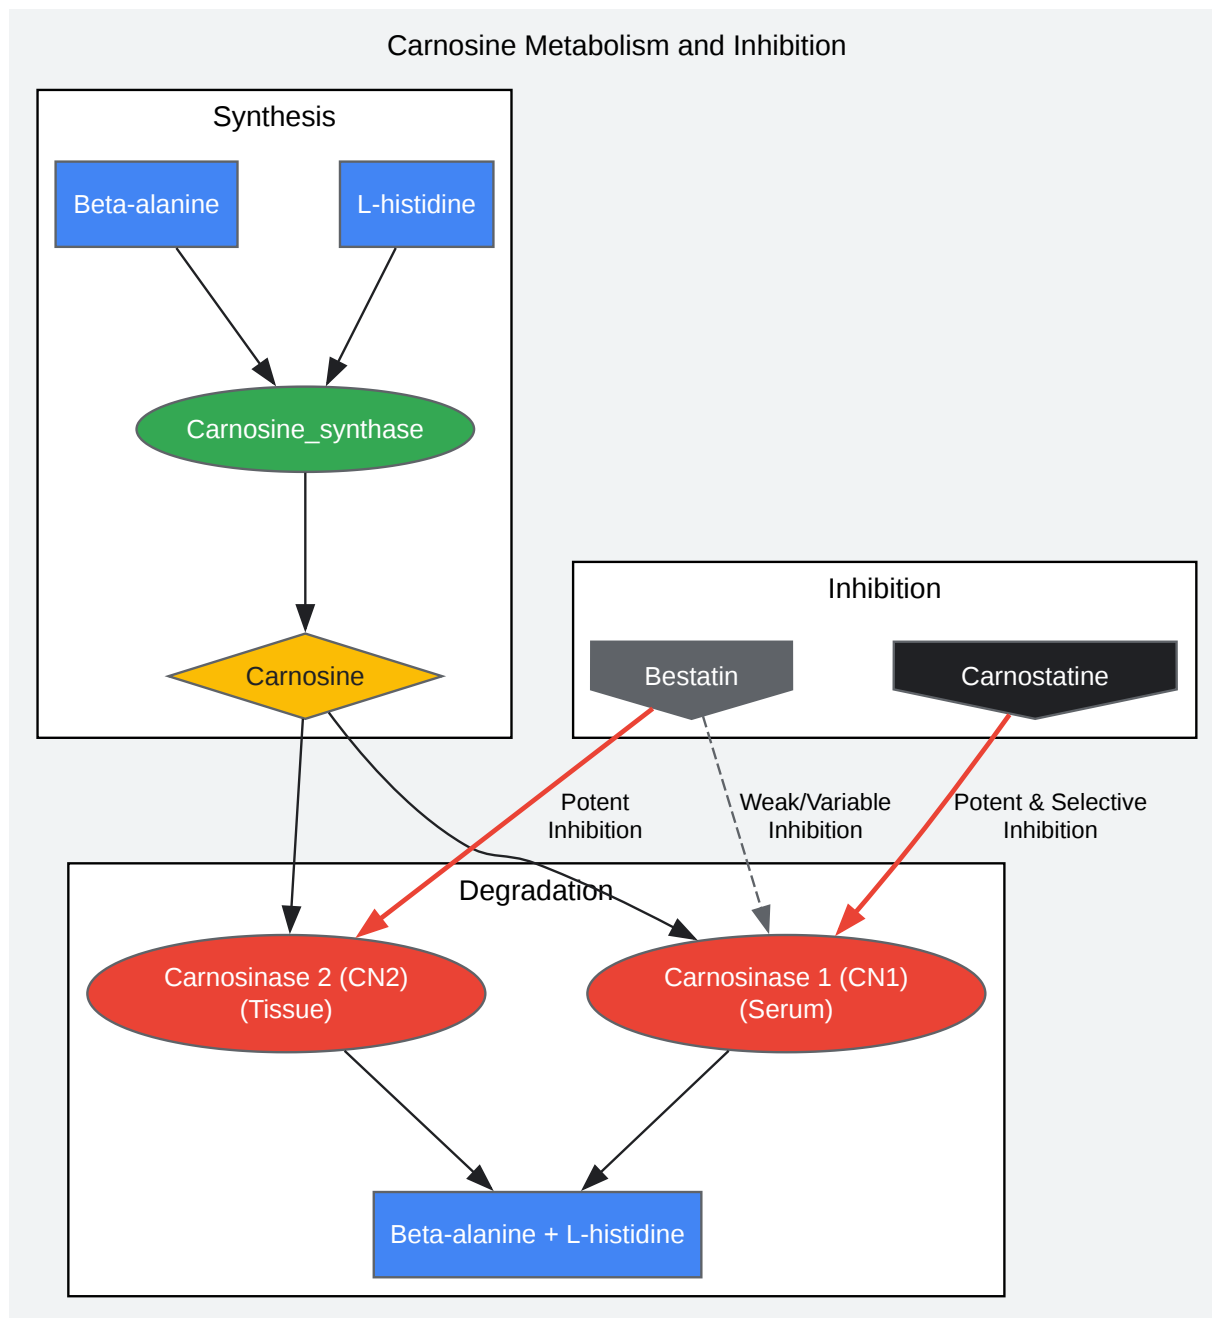 Carnosine Metabolism and Inhibition
Synthesis
Beta-alanine
L-histidine
Carnosine_synthase
Carnosine
Inhibition
Bestatin
Carnostatine
Potent
Inhibition
Weak/Variable
Inhibition
Potent & Selective
Inhibition
Degradation
Carnosinase 2 (CN2)
(Tissue)
Carnosinase 1 (CN1)
(Serum)
Beta-alanine + L-histidine